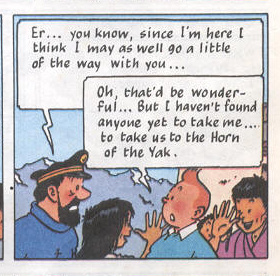 Er... you know, since I'm here I
think I may as well go a little
of the way with you...
Oh, that'd be wonder-
ful... But I haven't found
anyone yet to take me....
to take us to the Horn
of the Yak.